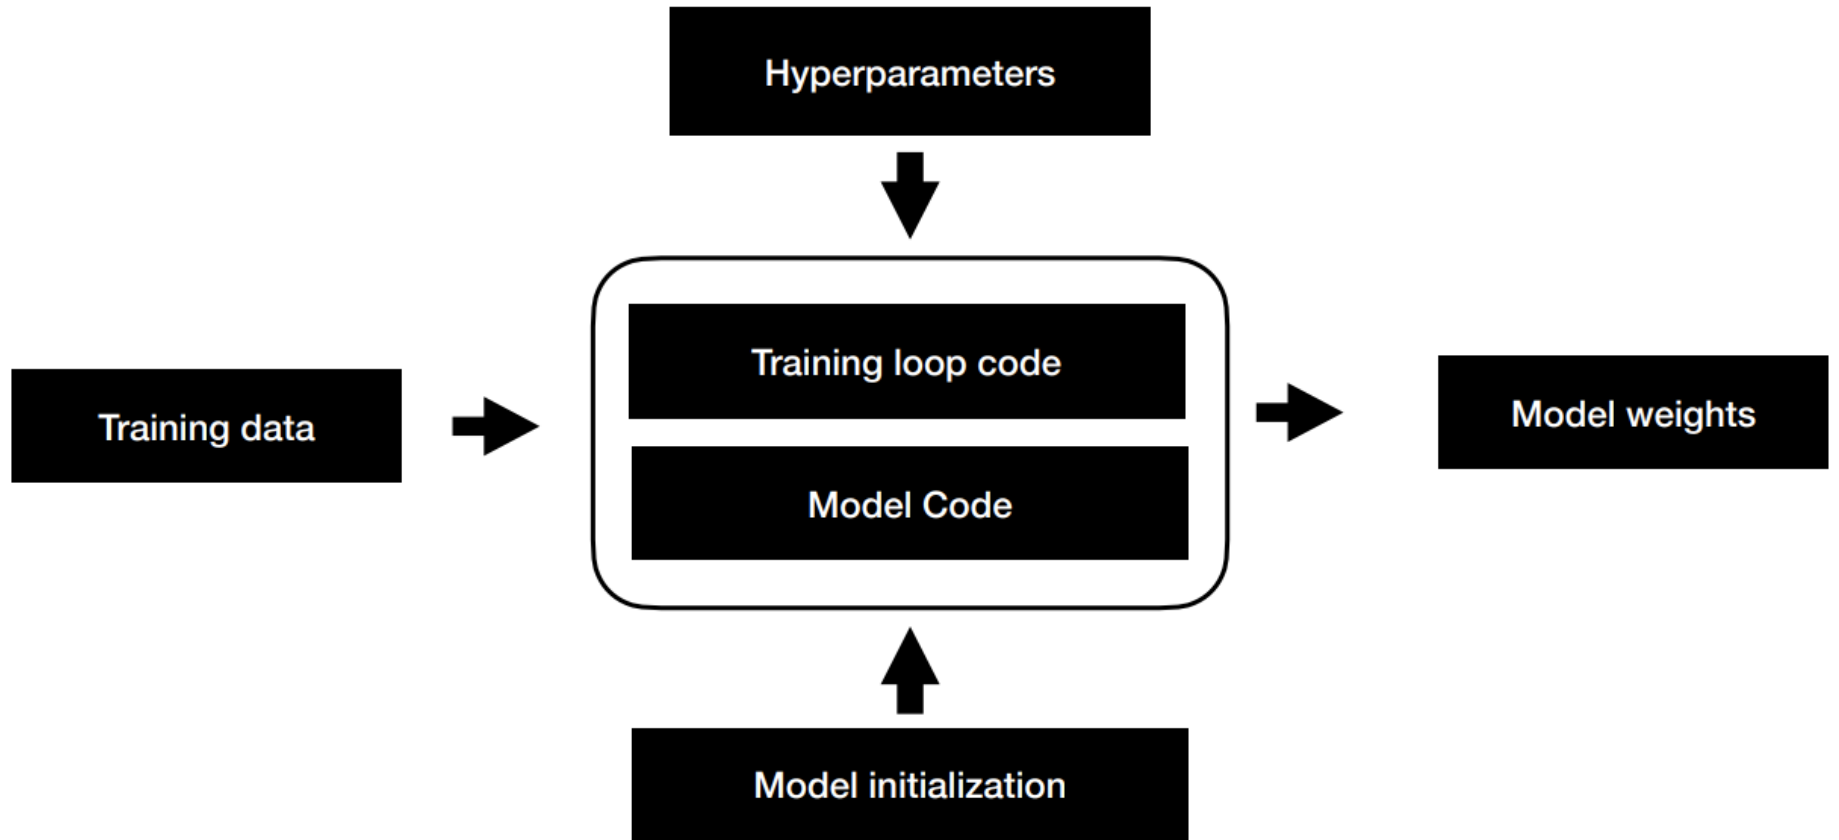 Hyperparameters
Training loop code
Training data
Model weights
Model Code
Model initialization